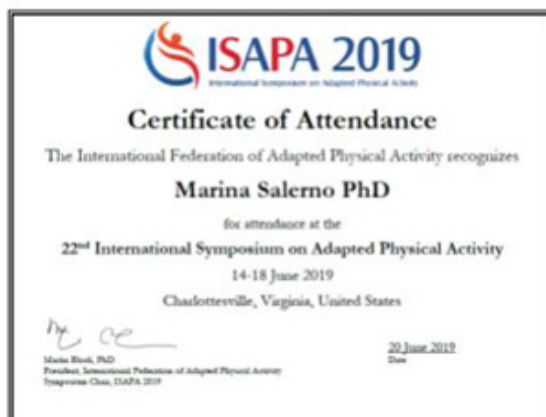 ISAPA 2019
International Symposium on Adapted Physical Activity
Certificate of Attendance
The International Federation of Adapted Physical Activity recognizes
Marina Salerno PhD
for attendance at the
22nd International Symposium on Adapted Physical Activity
14-18 June 2019
Charlottesville, Virginia, United States
20 June 2019
Martin Block, PhD
Date
President, International Federation of Adapted Physical Activity
Symposium Chair, ISAPA 2019